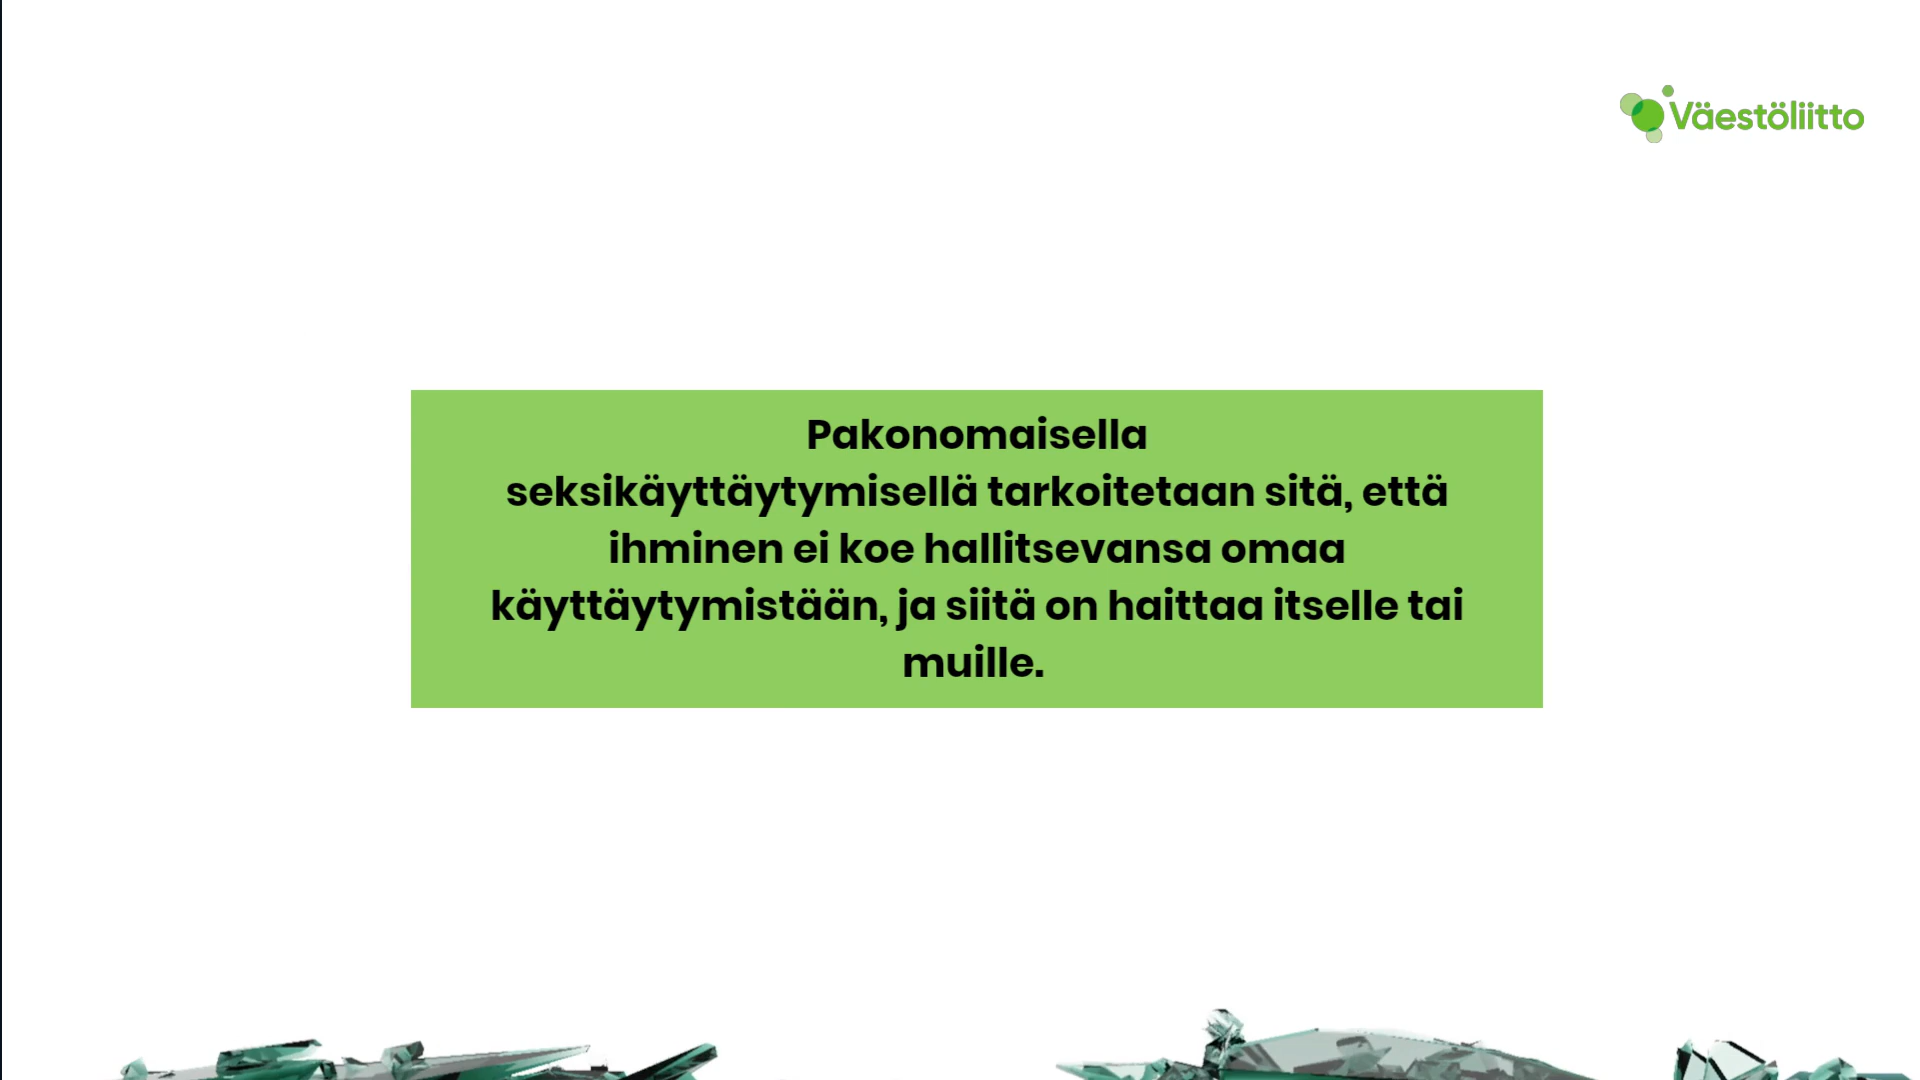 Väestöliitto
Pakonomaisella
seksikäyttäytymisellä tarkoitetaan sitä, että
ihminen ei koe hallitsevansa omaa
käyttäytymistään, ja siitä on haittaa itselle tai
muille.